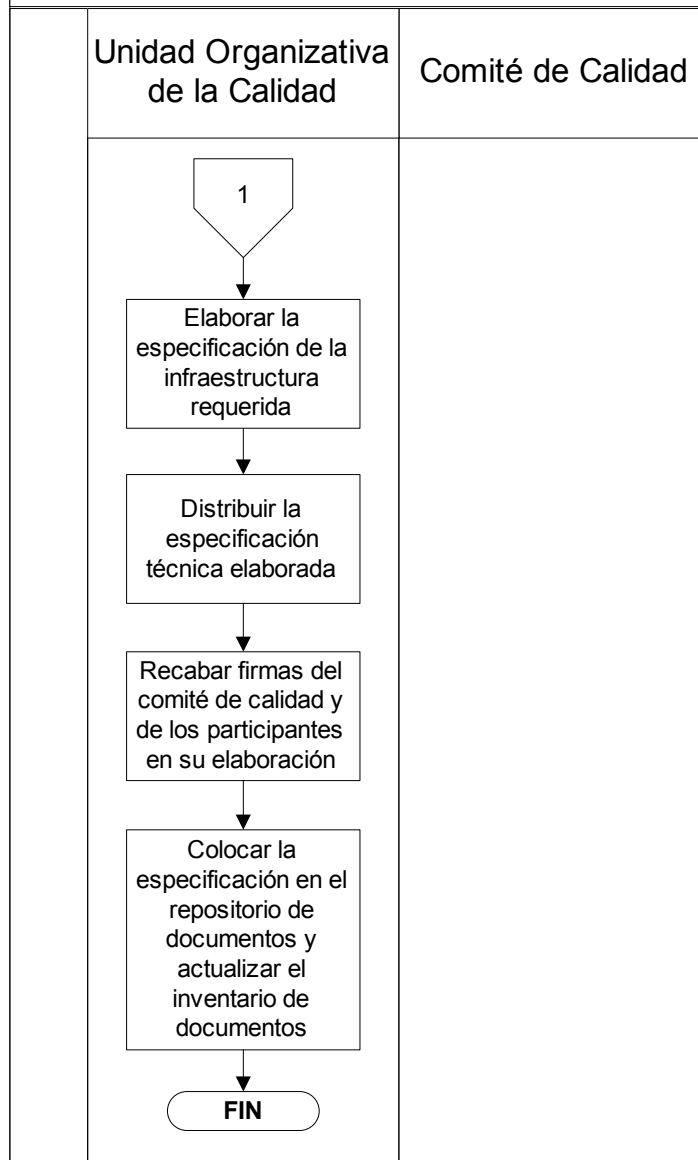 Unidad Organizativa
de la Calidad
Comité de Calidad
1
Elaborar la
especificación de la
infraestructura
requerida
Distribuir la
especificación
técnica elaborada
Recabar firmas del
comité de calidad y
de los participantes
en su elaboración
Colocar la
especificación en el
repositorio de
documentos y
actualizar el
inventario de
documentos
FIN